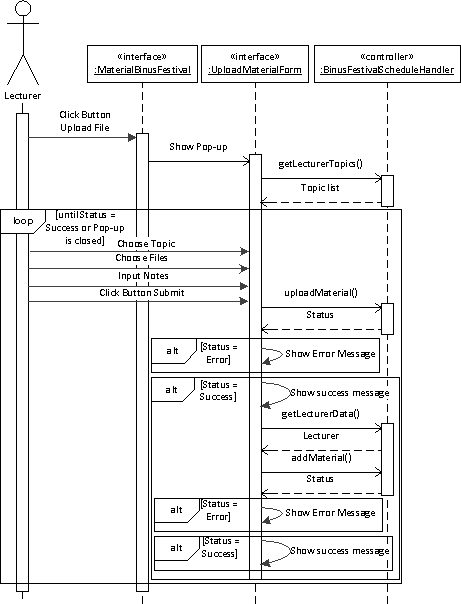 «interface»
:MaterialBinusFestival
«interface»
:UploadMaterialForm
«controller»
:BinusFestivalScheduleHandler
Lecturer
Click Button
Upload File
Show Pop-up
getLecturerTopics()
Topic list
loop
[untilStatus =
Success or Pop-up
is closed]
Choose Topic
Choose Files
Input Notes
Click Button Submit
uploadMaterial()
Status
alt
[Status =
Error]
Show Error Message
alt
[Status =
Success]
Show success message
getLecturerData()
Lecturer
addMaterial()
Status
alt
[Status =
Error]
Show Error Message
alt
[Status =
Success]
Show success message